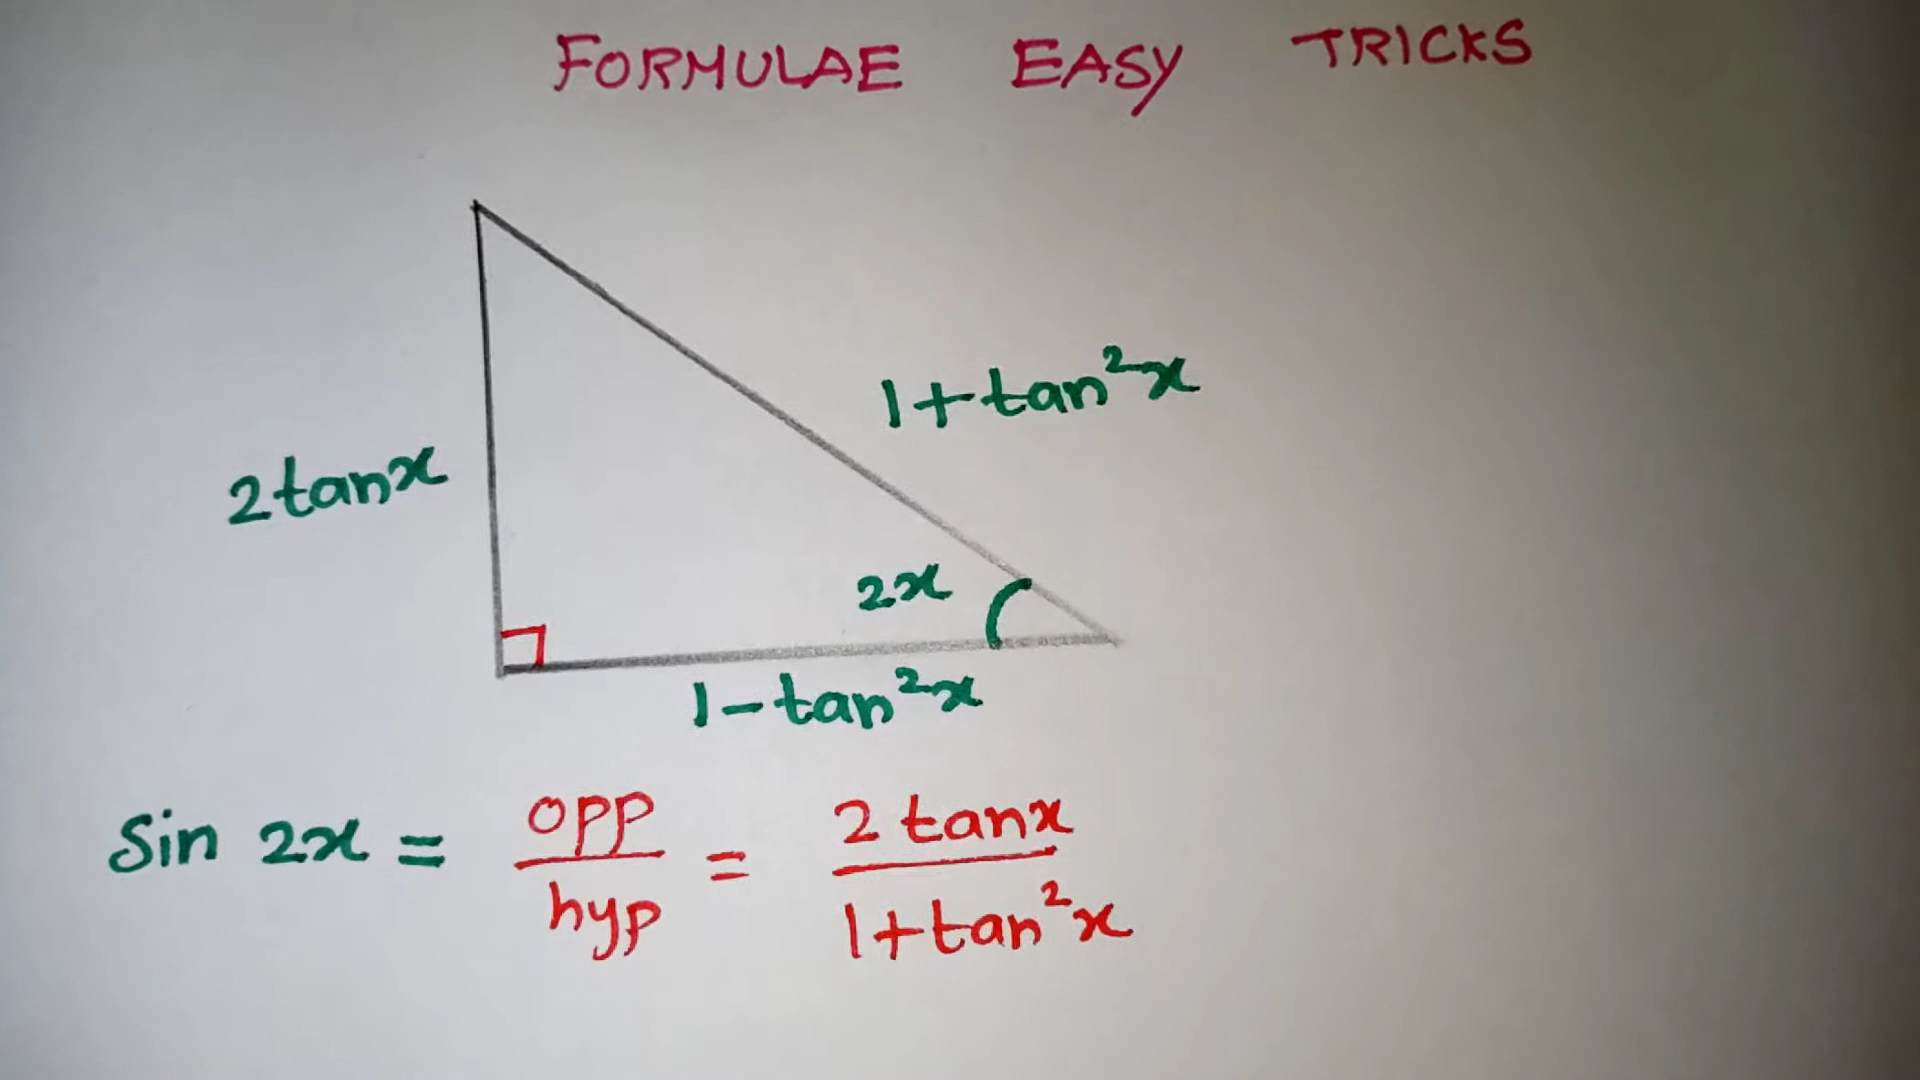 FORMULAE EASY TRICKS
1+tan²x
2tanx
2x
1-tan²x
Sin 2x = opp/hyp = 2 tanx/1+tan²x